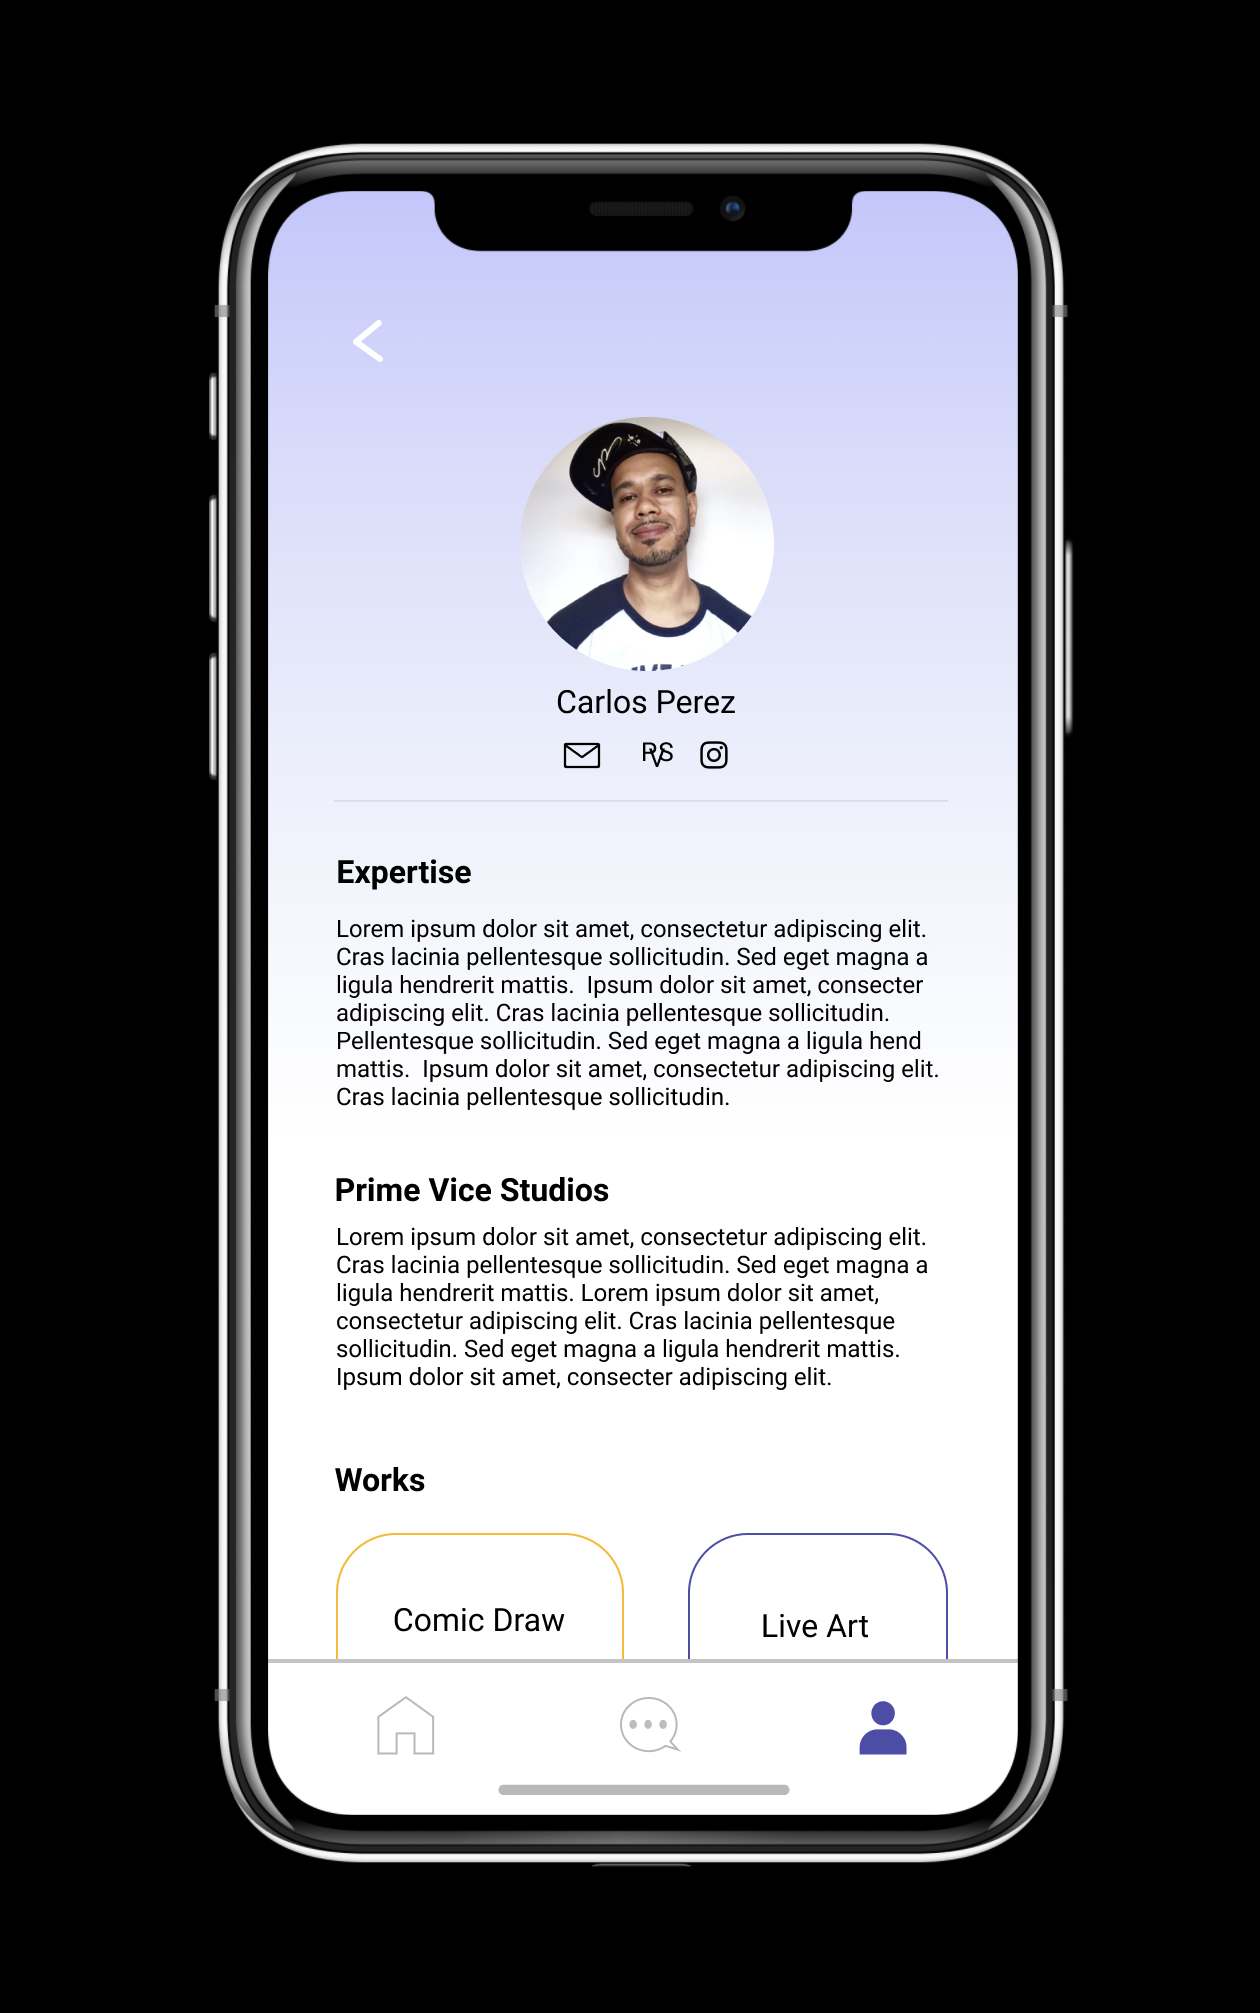 Carlos Perez
RVS
Expertise
Lorem ipsum dolor sit amet, consectetur adipiscing elit.
Cras lacinia pellentesque sollicitudin. Sed eget magna a
ligula hendrerit mattis.  Ipsum dolor sit amet, consecter
adipiscing elit. Cras lacinia pellentesque sollicitudin.
Pellentesque sollicitudin. Sed eget magna a ligula hend
mattis.  Ipsum dolor sit amet, consectetur adipiscing elit.
Cras lacinia pellentesque sollicitudin.
Prime Vice Studios
Lorem ipsum dolor sit amet, consectetur adipiscing elit.
Cras lacinia pellentesque sollicitudin. Sed eget magna a
ligula hendrerit mattis. Lorem ipsum dolor sit amet,
consectetur adipiscing elit. Cras lacinia pellentesque
sollicitudin. Sed eget magna a ligula hendrerit mattis.
Ipsum dolor sit amet, consecter adipiscing elit.
Works
Comic Draw
Live Art